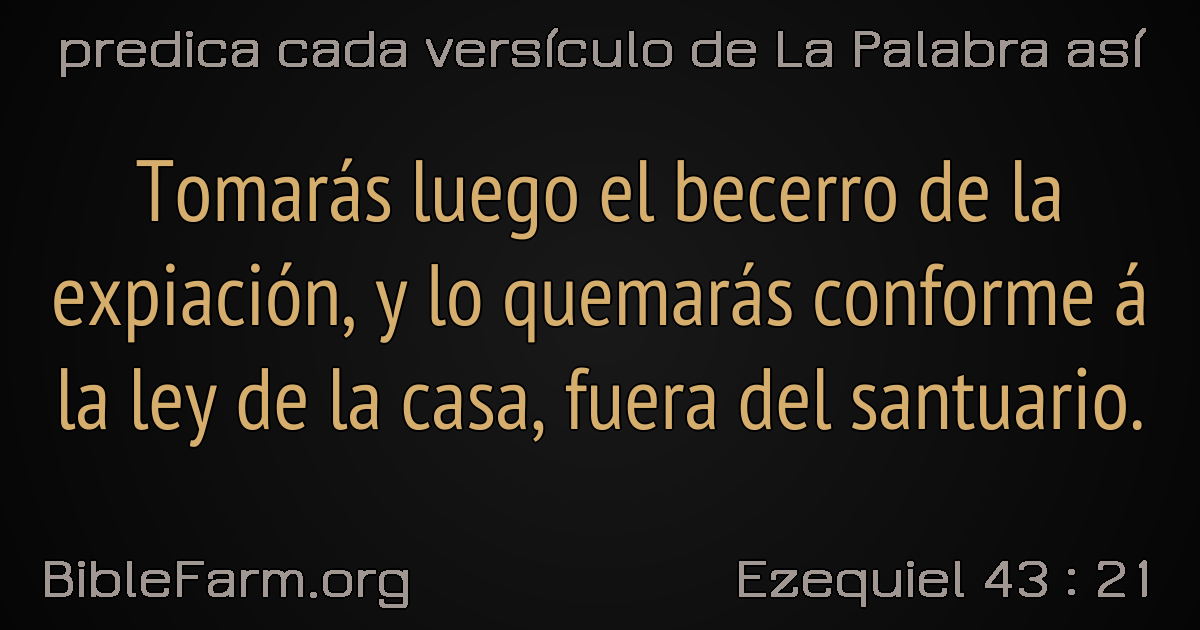 predica cada versículo de La Palabra así
Tomarás luego el becerro de la
expiación, y lo quemarás conforme á
la ley de la casa, fuera del santuario.
BibleFarm.org
Ezequiel 43 : 21